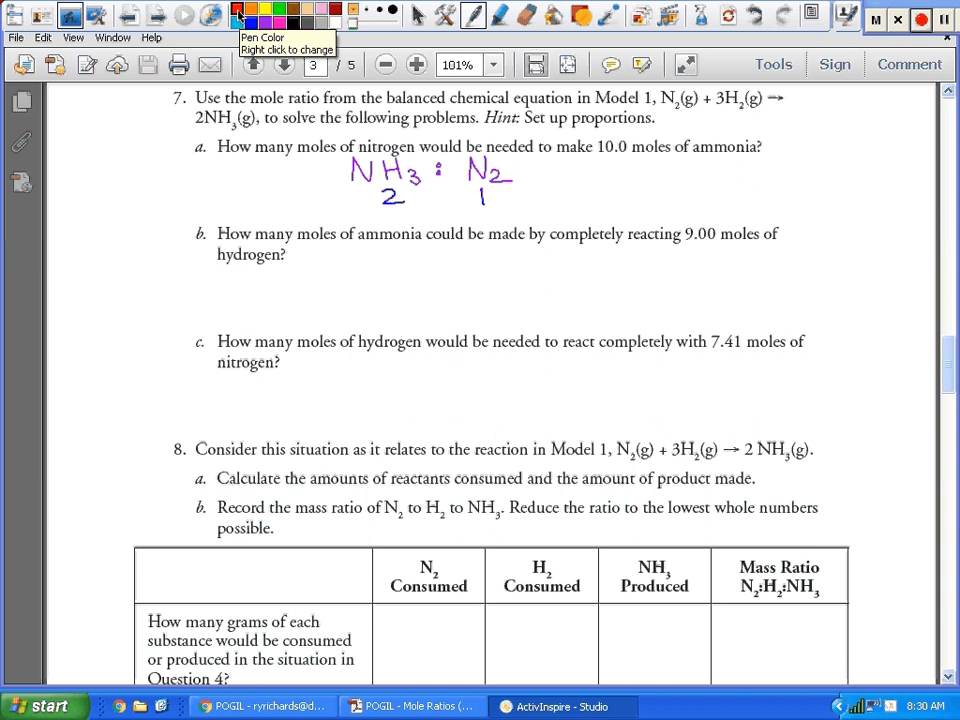 Pen Color
Right click to change
File Edit View Window Help
3 / 5 101% Tools Sign Comment
7. Use the mole ratio from the balanced chemical equation in Model 1, N2(g) + 3H2(g) →
2NH3(g), to solve the following problems. Hint: Set up proportions.
a. How many moles of nitrogen would be needed to make 10.0 moles of ammonia?
NH3 : N2
2 1
b. How many moles of ammonia could be made by completely reacting 9.00 moles of
hydrogen?
c. How many moles of hydrogen would be needed to react completely with 7.41 moles of
nitrogen?
8. Consider this situation as it relates to the reaction in Model 1, N2(g) + 3H2(g) → 2 NH3(g).
a. Calculate the amounts of reactants consumed and the amount of product made.
b. Record the mass ratio of N2 to H2 to NH3. Reduce the ratio to the lowest whole numbers
possible.
N2 H2 NH3 Mass Ratio
Consumed Consumed Produced N2:H2:NH3
How many grams of each
substance would be consumed
or produced in the situation in
Question 4?
start POGIL - ryrichards@d... POGIL - Mole Ratios (... ActivInspire - Studio 8:30 AM